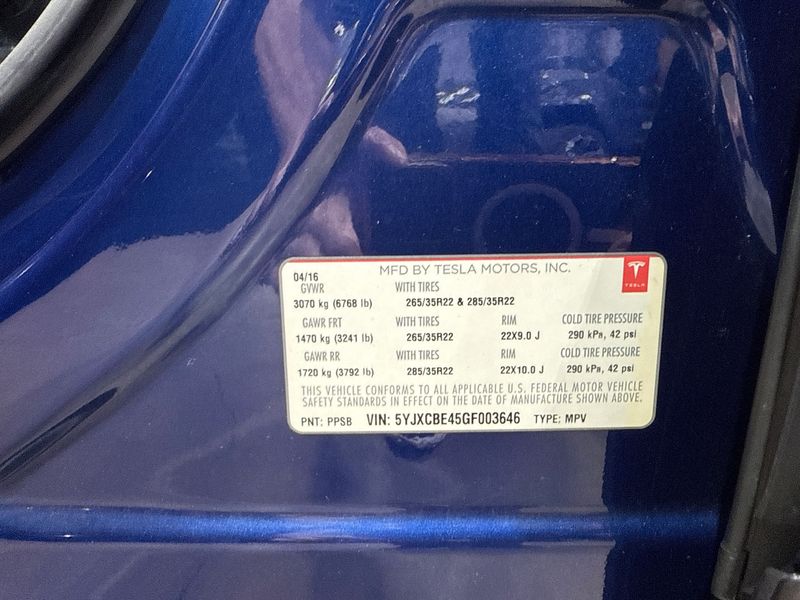 MFD BY TESLA MOTORS, INC.
04/16
GVWR WITH TIRES
3070 kg (6768 lb) 265/35R22 & 285/35R22
GAWR FRT WITH TIRES RIM COLD TIRE PRESSURE
1470 kg (3241 lb) 265/35R22 22X9.0 J 290 kPa, 42 psi
GAWR RR WITH TIRES RIM COLD TIRE PRESSURE
1720 kg (3792 lb) 285/35R22 22X10.0 J 290 kPa, 42 psi
THIS VEHICLE CONFORMS TO ALL APPLICABLE U.S. FEDERAL MOTOR VEHICLE
SAFETY STANDARDS IN EFFECT ON THE DATE OF MANUFACTURE SHOWN ABOVE.
PNT: PPSB VIN: 5YJXCBE45GF003646 TYPE: MPV
TESLA